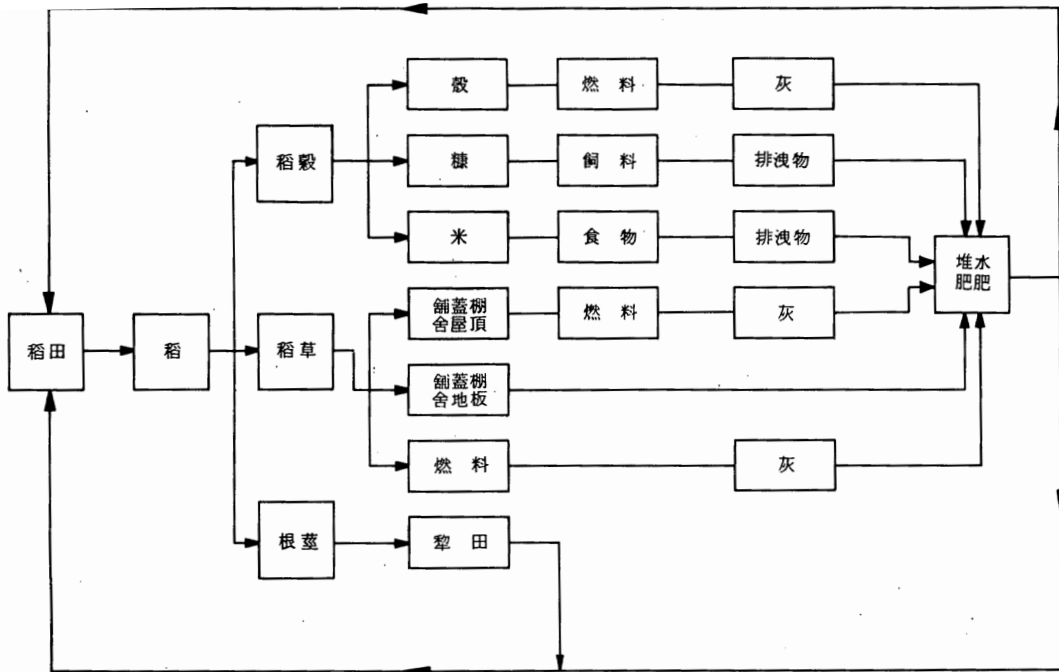 殼
燃料
灰
稻穀
糠
飼料
排洩物
米
食物
排洩物
堆水
肥肥
稻田
稻
稻草
舖蓋棚
舍屋頂
燃料
灰
舖蓋棚
舍地板
燃料
灰
根莖
犂田